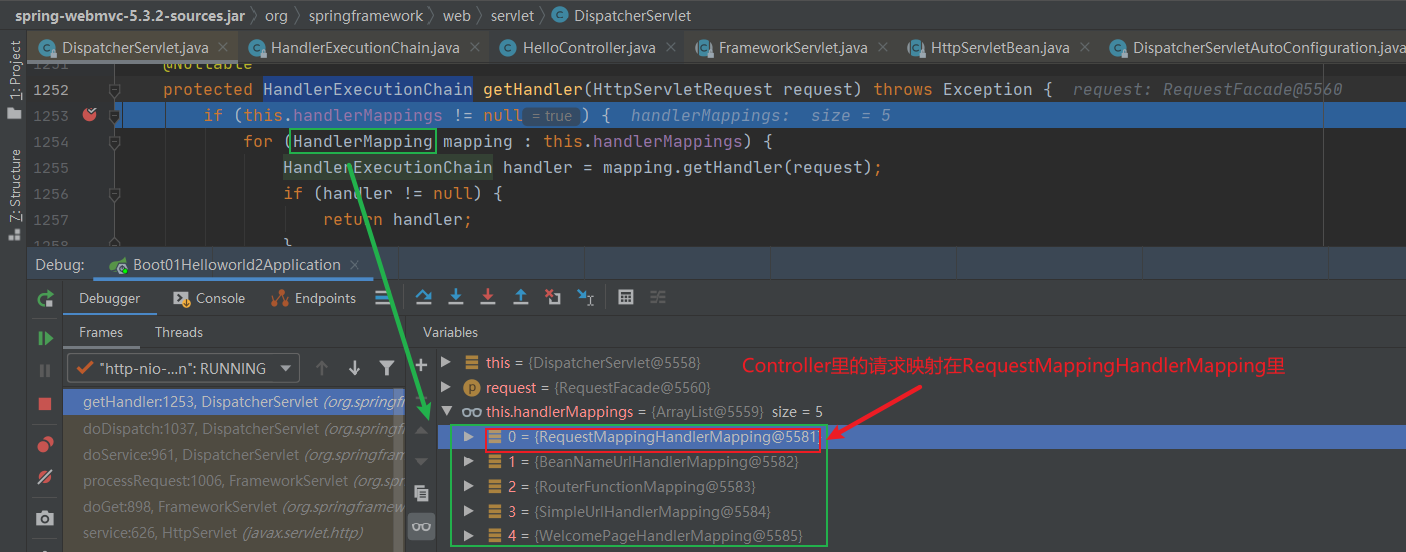 spring-webmvc-5.3.2-sources.jar org springframework web servlet DispatcherServlet
DispatcherServlet.java HandlerExecutionChain.java HelloController.java FrameworkServlet.java HttpServletBean.java DispatcherServletAutoConfiguration.java
1: Project
Z: Structure
1251 @Nullable
1252 protected HandlerExecutionChain getHandler(HttpServletRequest request) throws Exception { request: RequestFacade@5560
1253 if (this.handlerMappings != null = true ) { handlerMappings: size = 5
1254 for (HandlerMapping mapping : this.handlerMappings) {
1255 HandlerExecutionChain handler = mapping.getHandler(request);
1256 if (handler != null) {
1257 return handler;
1258 }
Debug: Boot01Helloworld2Application
Debugger Console Endpoints
Frames Threads Variables
"http-nio-...n": RUNNING
getHandler:1253, DispatcherServlet (org.springfr
doDispatch:1037, DispatcherServlet (org.springfr
doService:961, DispatcherServlet (org.springfram
processRequest:1006, FrameworkServlet (org.s
doGet:898, FrameworkServlet (org.springframew
service:626, HttpServlet (javax.servlet.http)
this = {DispatcherServlet@5558}
request = {RequestFacade@5560}
this.handlerMappings = {ArrayList@5559} size = 5
0 = {RequestMappingHandlerMapping@5581}
1 = {BeanNameUrlHandlerMapping@5582}
2 = {RouterFunctionMapping@5583}
3 = {SimpleUrlHandlerMapping@5584}
4 = {WelcomePageHandlerMapping@5585}
Controller里的请求映射在RequestMappingHandlerMapping里